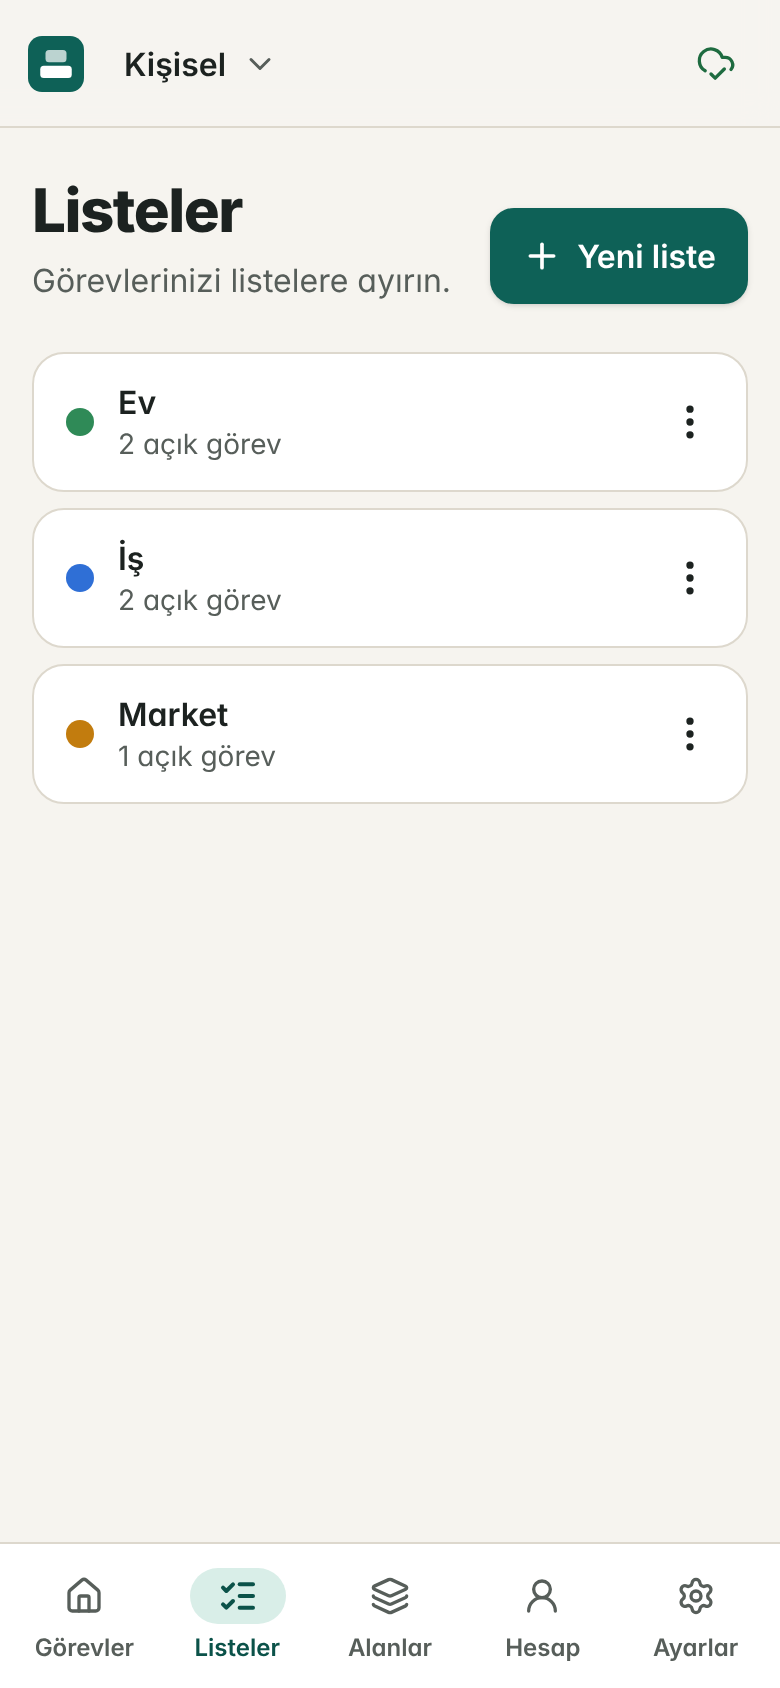 Kişisel
Listeler
Görevlerinizi listelere ayırın.
Yeni liste
Ev
2 açık görev
İş
2 açık görev
Market
1 açık görev
Görevler
Listeler
Alanlar
Hesap
Ayarlar